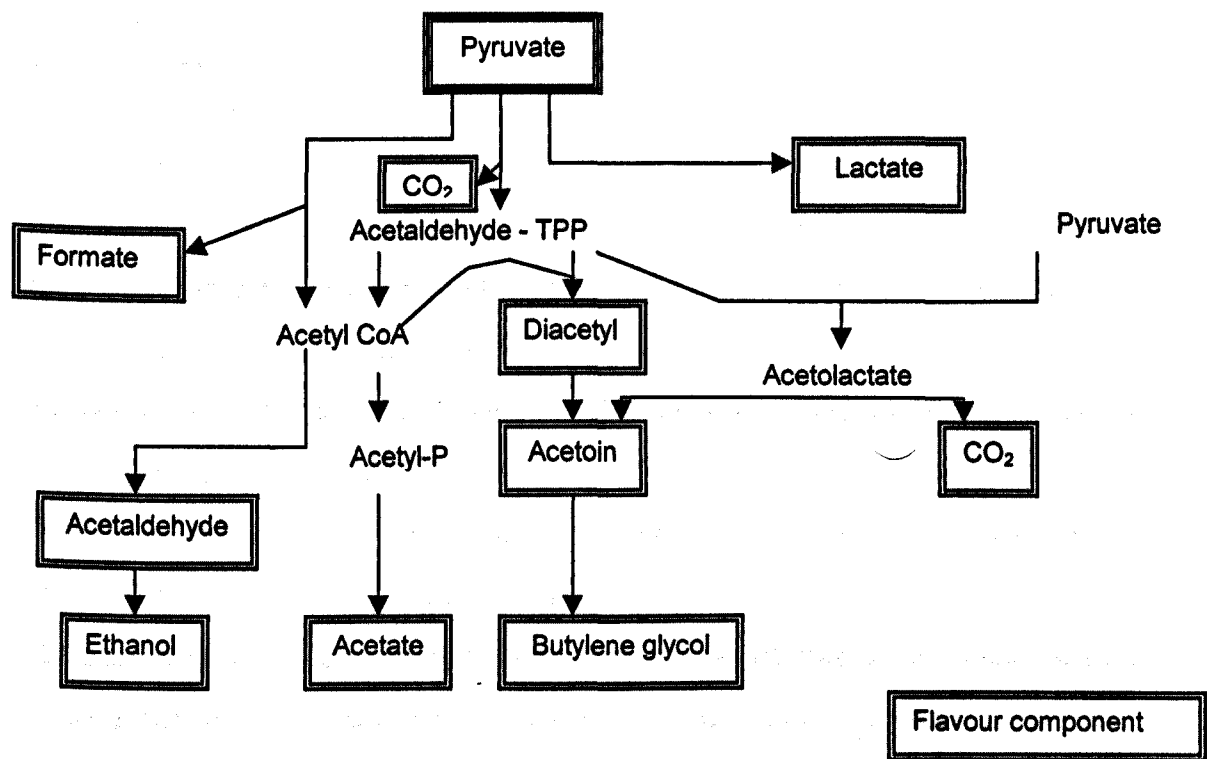 Pyruvate
CO₂
Lactate
Acetaldehyde - TPP
Pyruvate
Formate
Acetyl CoA
Diacetyl
Acetolactate
Acetyl-P
Acetoin
CO₂
Acetaldehyde
Ethanol
Acetate
Butylene glycol
Flavour component